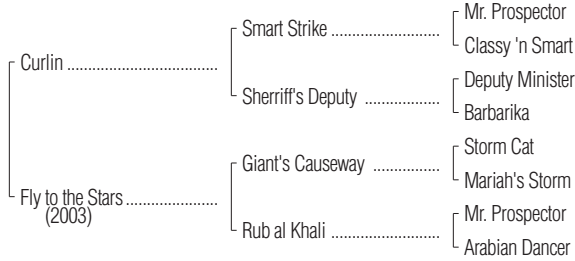 Mr. Prospector
Smart Strike ......................
Classy 'n Smart
Curlin ..............................
Deputy Minister
Sherriff's Deputy ...............
Barbarika
Storm Cat
Giant's Causeway .............
Mariah's Storm
Fly to the Stars ..................
(2003)
Mr. Prospector
Rub al Khali ......................
Arabian Dancer